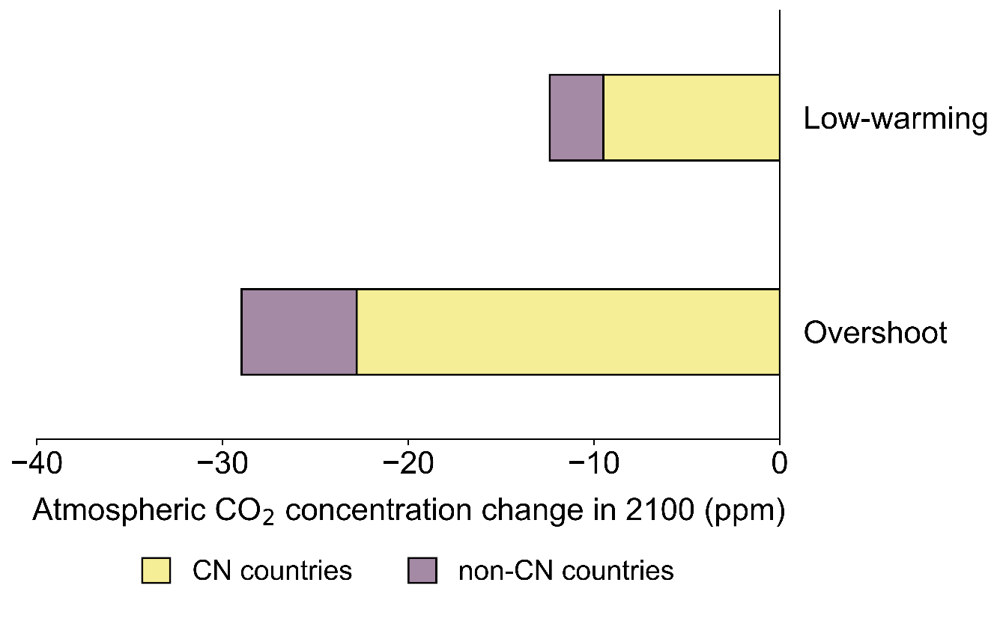 Low-warming
Overshoot
−40 −30 −20 −10 0
Atmospheric CO₂ concentration change in 2100 (ppm)
CN countries non-CN countries